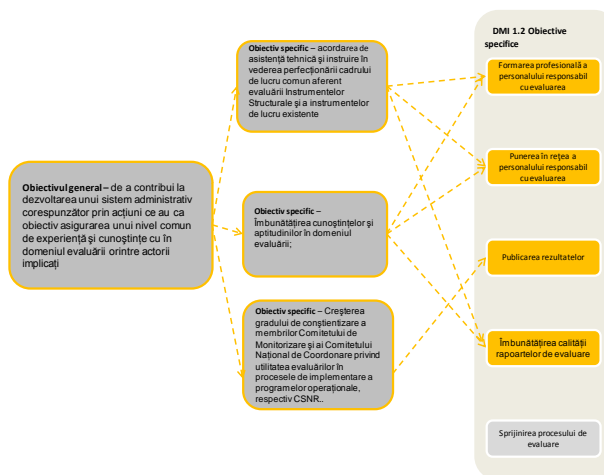 Obiectivul general – de a contribui la
dezvoltarea unui sistem administrativ
corespunzător prin acțiuni ce au ca
obiectiv asigurarea unui nivel comun
de experiență și cunoștințe cu în
domeniul evaluării orintre actorii
implicați
Obiectiv specific – acordarea de
asistență tehnică și instruire în
vederea perfecționării cadrului
de lucru comun aferent
evaluării Instrumentelor
Structurale și a instrumentelor
de lucru existente
Obiectiv specific –
Îmbunătățirea cunoștințelor și
aptitudinilor în domeniul
evaluării;
Obiectiv specific – Creșterea
gradului de conștientizare a
membrilor Comitetului de
Monitorizare și ai Comitetului
Național de Coordonare privind
utilitatea evaluărilor în
procesele de implementare a
programelor operaționale,
respectiv CSNR..
DMI 1.2 Objective
specifice
Formarea profesională a
personalului responsabil
cu evaluarea
Punerea în rețea a
personalului responsabil
cu evaluarea
Publicarea rezultatelor
Îmbunătățirea calității
rapoartelor de evaluare
Sprijinirea procesului de
evaluare